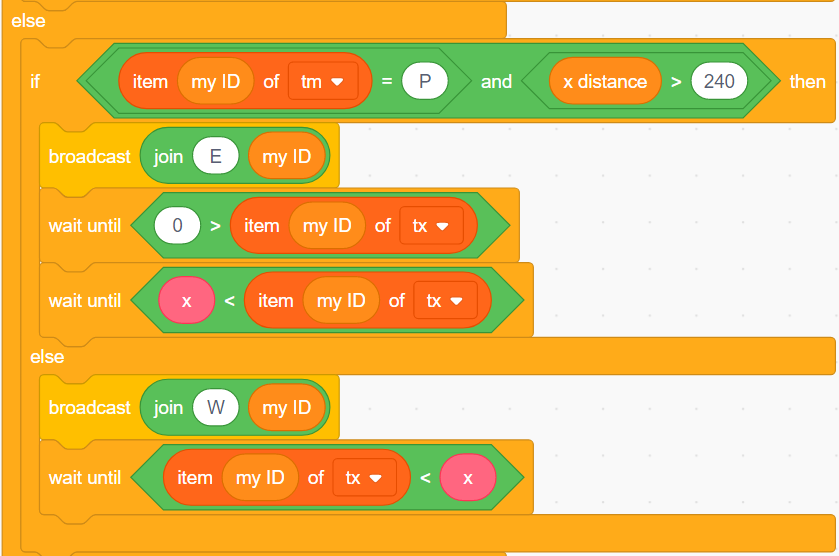 else
if item my ID of tm = P and x distance > 240 then
broadcast join E my ID
wait until 0 > item my ID of tx
wait until x < item my ID of tx
else
broadcast join W my ID
wait until item my ID of tx < x